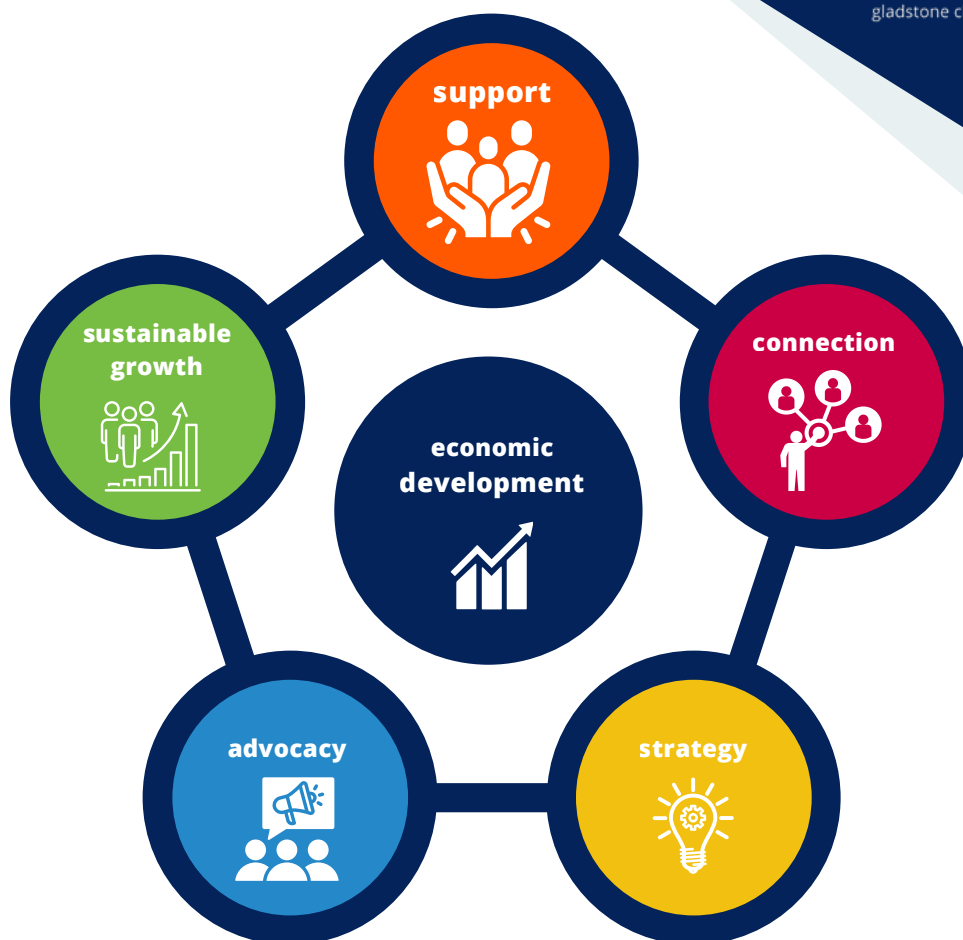 gladstone c
support
sustainable
growth
connection
economic
development
advocacy
strategy